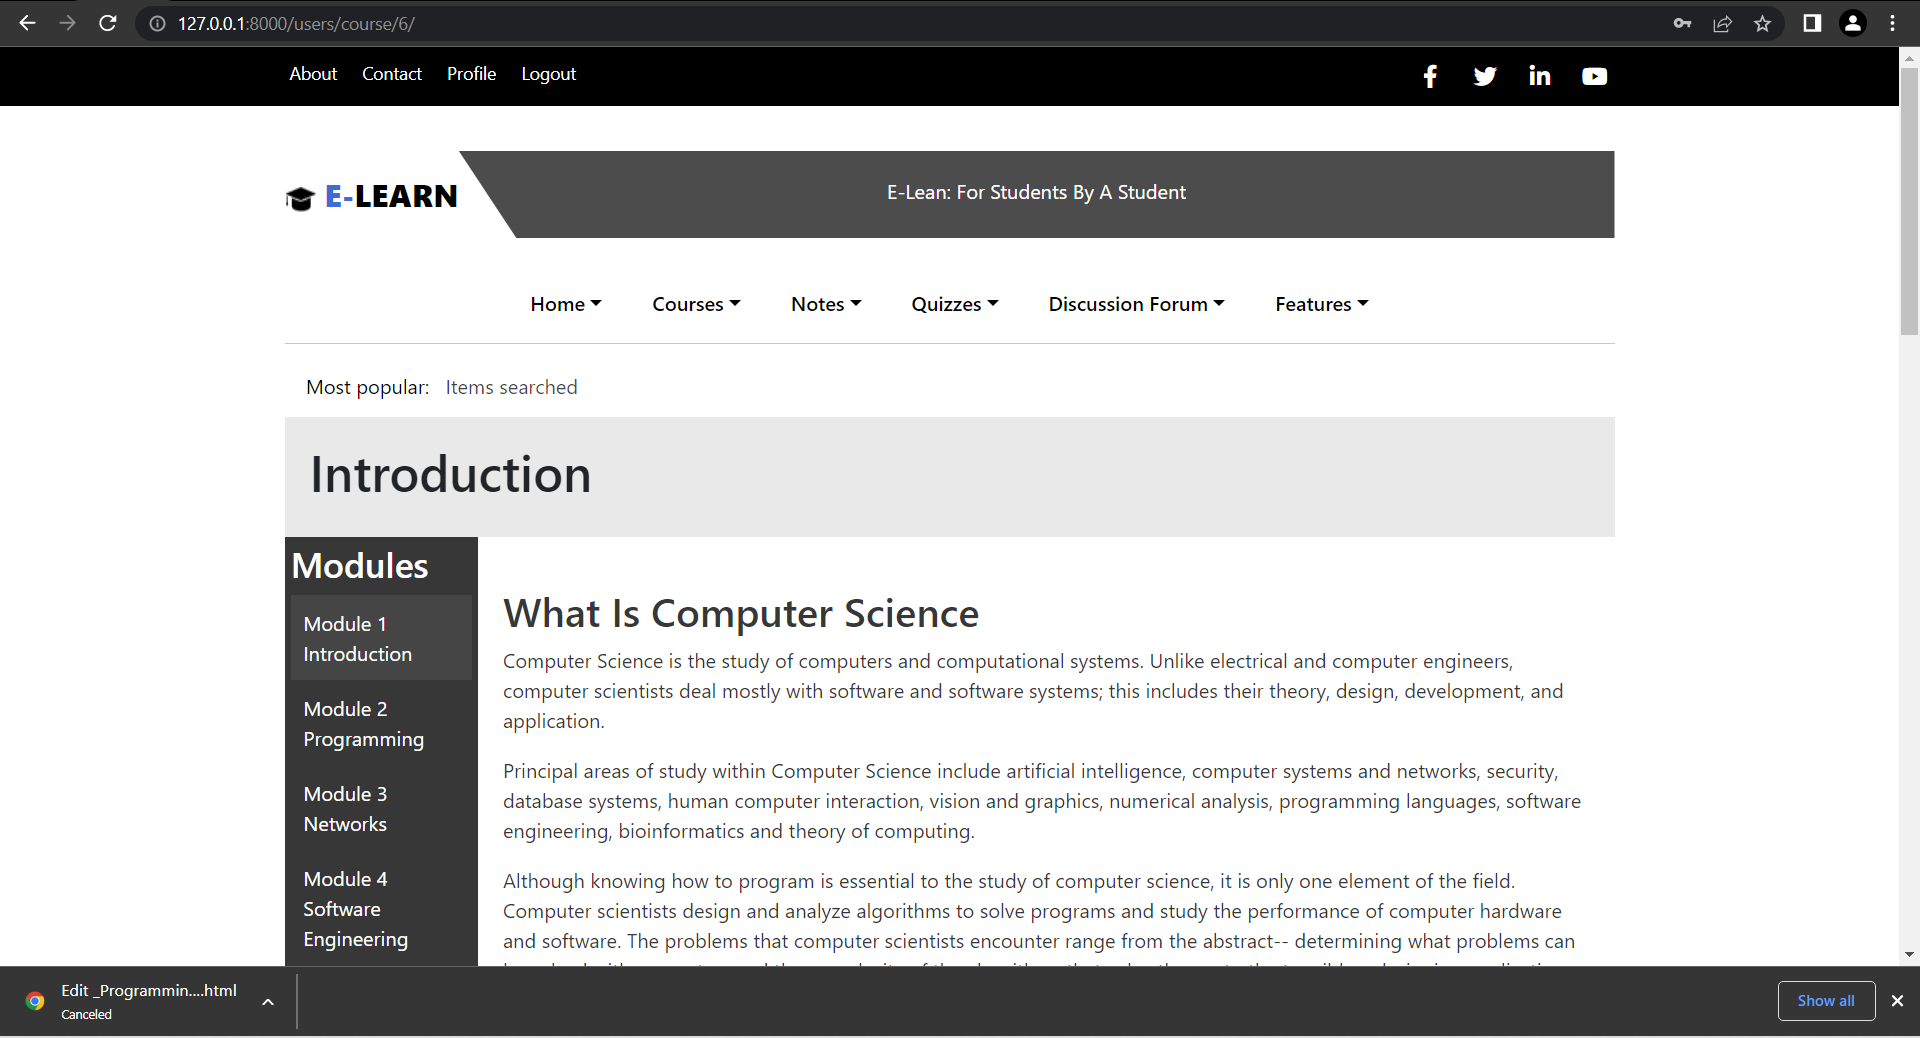 127.0.0.1:8000/users/course/6/
About Contact Profile Logout
E-LEARN
E-Lean: For Students By A Student
Home Courses Notes Quizzes Discussion Forum Features
Most popular: Items searched
Introduction
Modules
Module 1
Introduction
Module 2
Programming
Module 3
Networks
Module 4
Software
Engineering
What Is Computer Science
Computer Science is the study of computers and computational systems. Unlike electrical and computer engineers,
computer scientists deal mostly with software and software systems; this includes their theory, design, development, and
application.
Principal areas of study within Computer Science include artificial intelligence, computer systems and networks, security,
database systems, human computer interaction, vision and graphics, numerical analysis, programming languages, software
engineering, bioinformatics and theory of computing.
Although knowing how to program is essential to the study of computer science, it is only one element of the field.
Computer scientists design and analyze algorithms to solve programs and study the performance of computer hardware
and software. The problems that computer scientists encounter range from the abstract-- determining what problems can
Edit _Programmin....html
Canceled
Show all